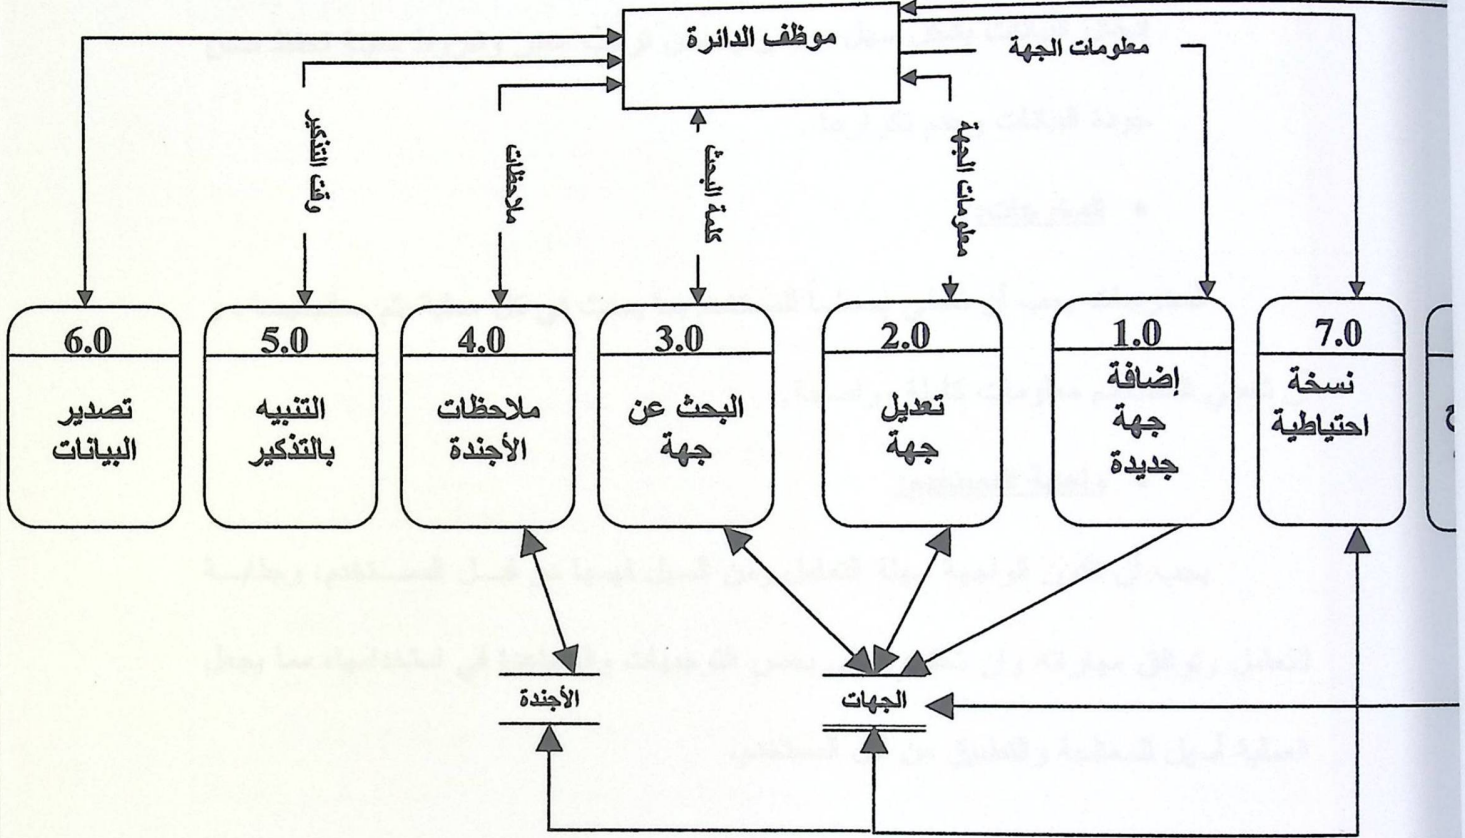 موظف الدائرة
معلومات الجهة
معلومات الجهة
كلمة البحث
ملاحظات
وقت التذكير
7.0
نسخة
احتياطية
1.0
اضافة
جهة
جديدة
2.0
تعديل
جهة
3.0
البحث عن
جهة
4.0
ملاحظات
الأجندة
5.0
التنبيه
بالتذكير
6.0
تصدير
البيانات
الجهات
الأجندة